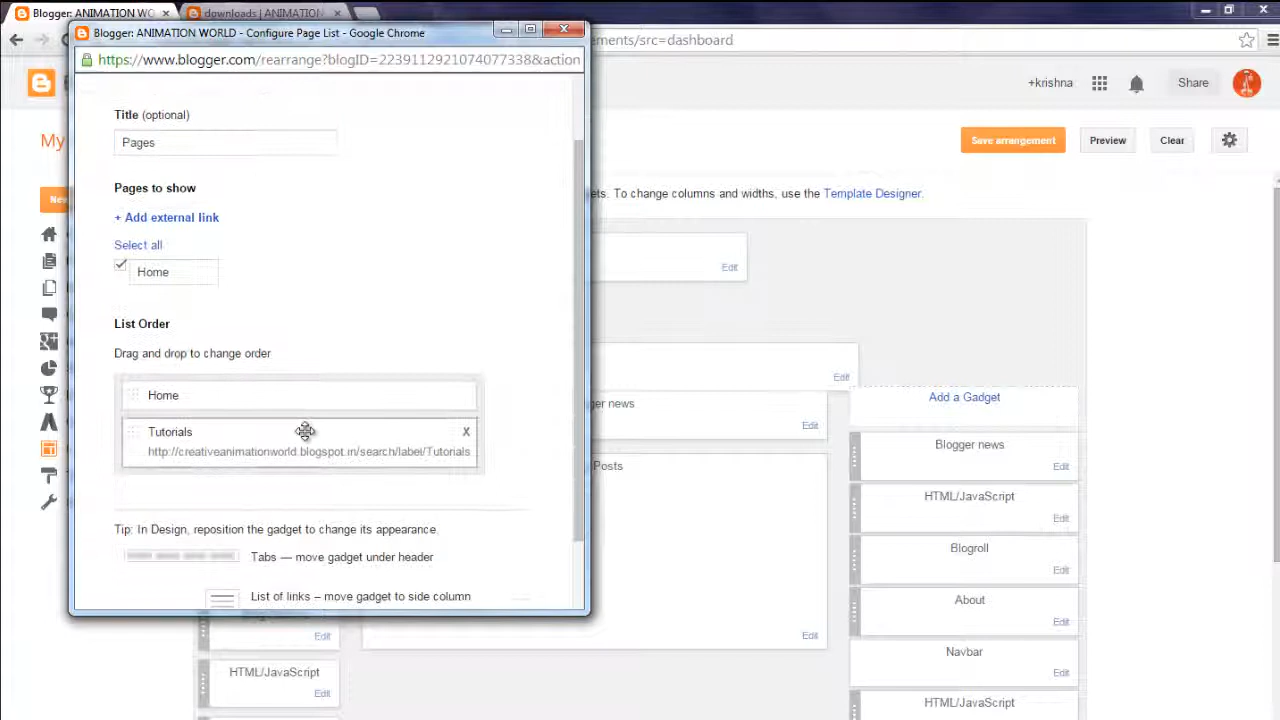 Blogger: ANIMATION WO
downloads | ANIMATION
Blogger: ANIMATION WORLD - Configure Page List - Google Chrome
https://www.blogger.com/rearrange?blogID=2239112921074077338&action
ements/src=dashboard
+krishna
Share
My
Save arrangement
Preview
Clear
ets. To change columns and widths, use the Template Designer.
Title (optional)
Pages
Pages to show
+ Add external link
Select all
Home
List Order
Drag and drop to change order
Home
Tutorials
X
http://creativeanimationworld.blogspot.in/search/label/Tutorials
Tip: In Design, reposition the gadget to change its appearance.
Tabs — move gadget under header
List of links – move gadget to side column
New
Edit
Edit
ger news
Edit
Posts
Edit
Add a Gadget
Blogger news
Edit
HTML/JavaScript
Edit
Blogroll
Edit
About
Edit
Navbar
Edit
HTML/JavaScript
Edit
HTML/JavaScript
Edit